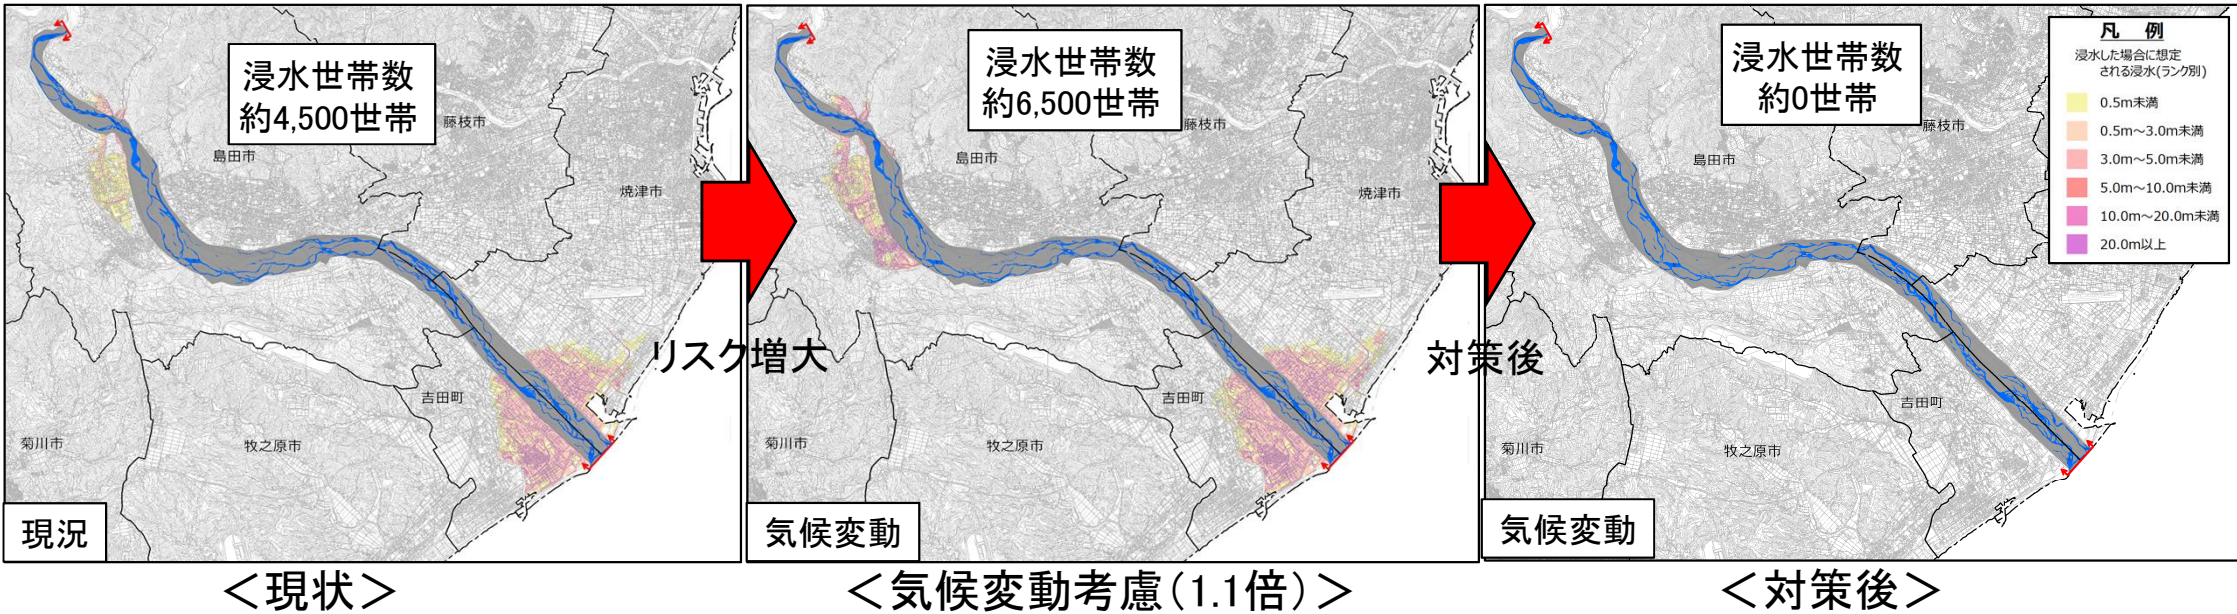 浸水世帯数
約4,500世帯
藤枝市
島田市
焼津市
吉田町
菊川市
牧之原市
現況
＜現状＞
リスク増大
浸水世帯数
約6,500世帯
藤枝市
島田市
焼津市
吉田町
菊川市
牧之原市
気候変動
＜気候変動考慮（1.1倍）＞
対策後
浸水世帯数
約0世帯
藤枝市
島田市
吉田町
菊川市
牧之原市
気候変動
＜対策後＞
凡 例
浸水した場合に想定
される浸水(ランク別)
0.5m未満
0.5m～3.0m未満
3.0m～5.0m未満
5.0m～10.0m未満
10.0m～20.0m未満
20.0m以上